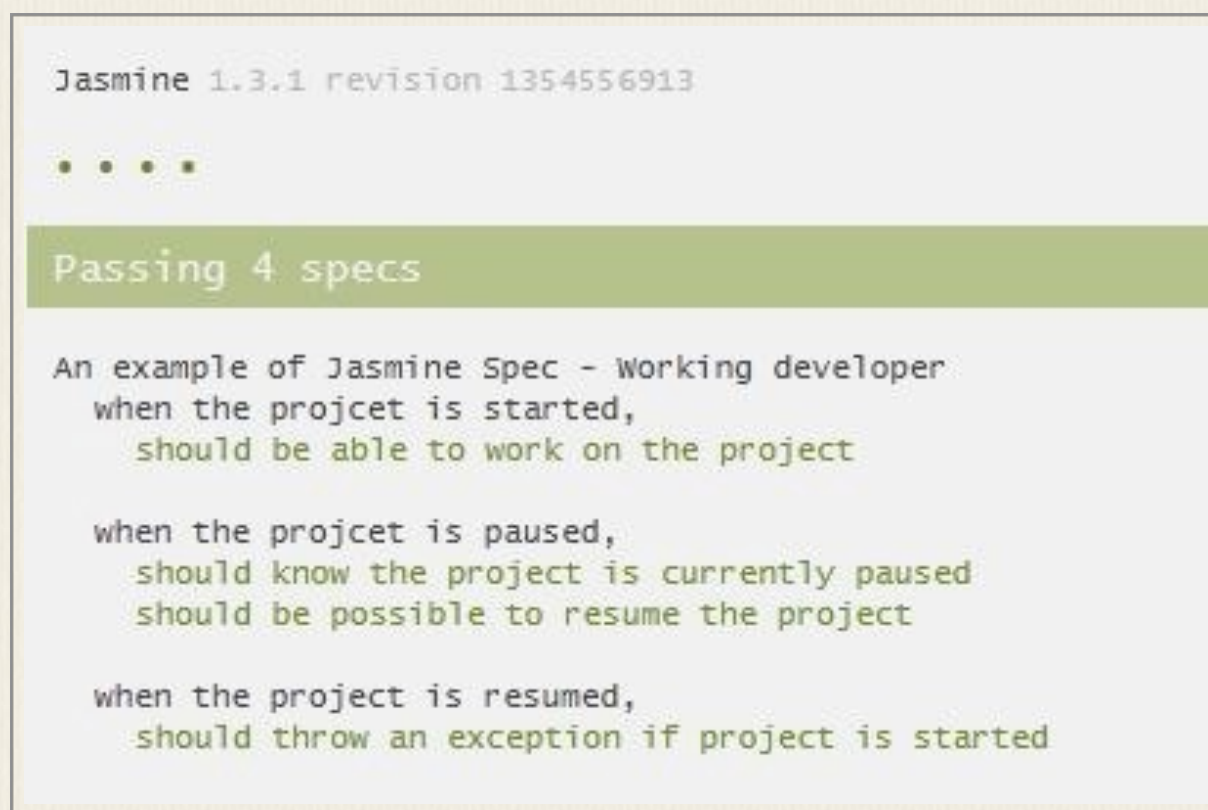 Jasmine 1.3.1 revision 1354556913
Passing 4 specs
An example of Jasmine Spec - Working developer
when the projcet is started,
should be able to work on the project
when the projcet is paused,
should know the project is currently paused
should be possible to resume the project
when the project is resumed,
should throw an exception if project is started